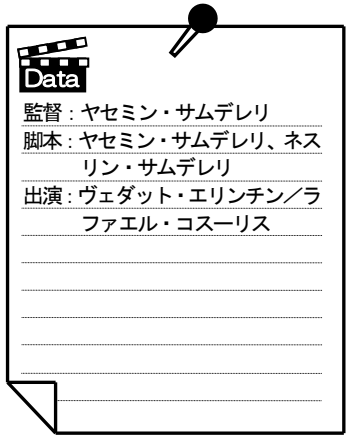 Data
監督：ヤセミン・サムデレリ
脚本：ヤセミン・サムデレリ、ネス
リン・サムデレリ
出演：ヴェダット・エリンチン／ラ
ファエル・コスーリス